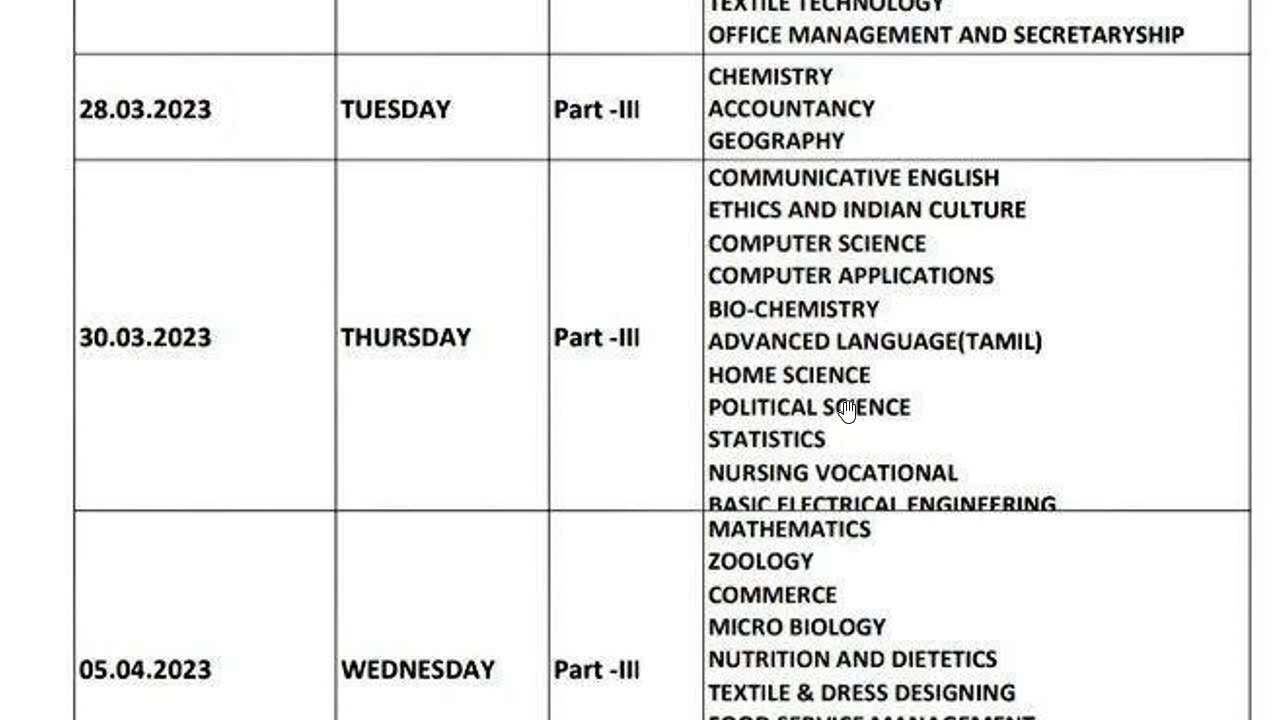 TEXTILE TECHNOLOGY
OFFICE MANAGEMENT AND SECRETARYSHIP
28.03.2023 TUESDAY Part -III
CHEMISTRY
ACCOUNTANCY
GEOGRAPHY
30.03.2023 THURSDAY Part -III
COMMUNICATIVE ENGLISH
ETHICS AND INDIAN CULTURE
COMPUTER SCIENCE
COMPUTER APPLICATIONS
BIO-CHEMISTRY
ADVANCED LANGUAGE(TAMIL)
HOME SCIENCE
POLITICAL SCIENCE
STATISTICS
NURSING VOCATIONAL
BASIC ELECTRICAL ENGINEERING
05.04.2023 WEDNESDAY Part -III
MATHEMATICS
ZOOLOGY
COMMERCE
MICRO BIOLOGY
NUTRITION AND DIETETICS
TEXTILE & DRESS DESIGNING
FOOD SERVICE MANAGEMENT